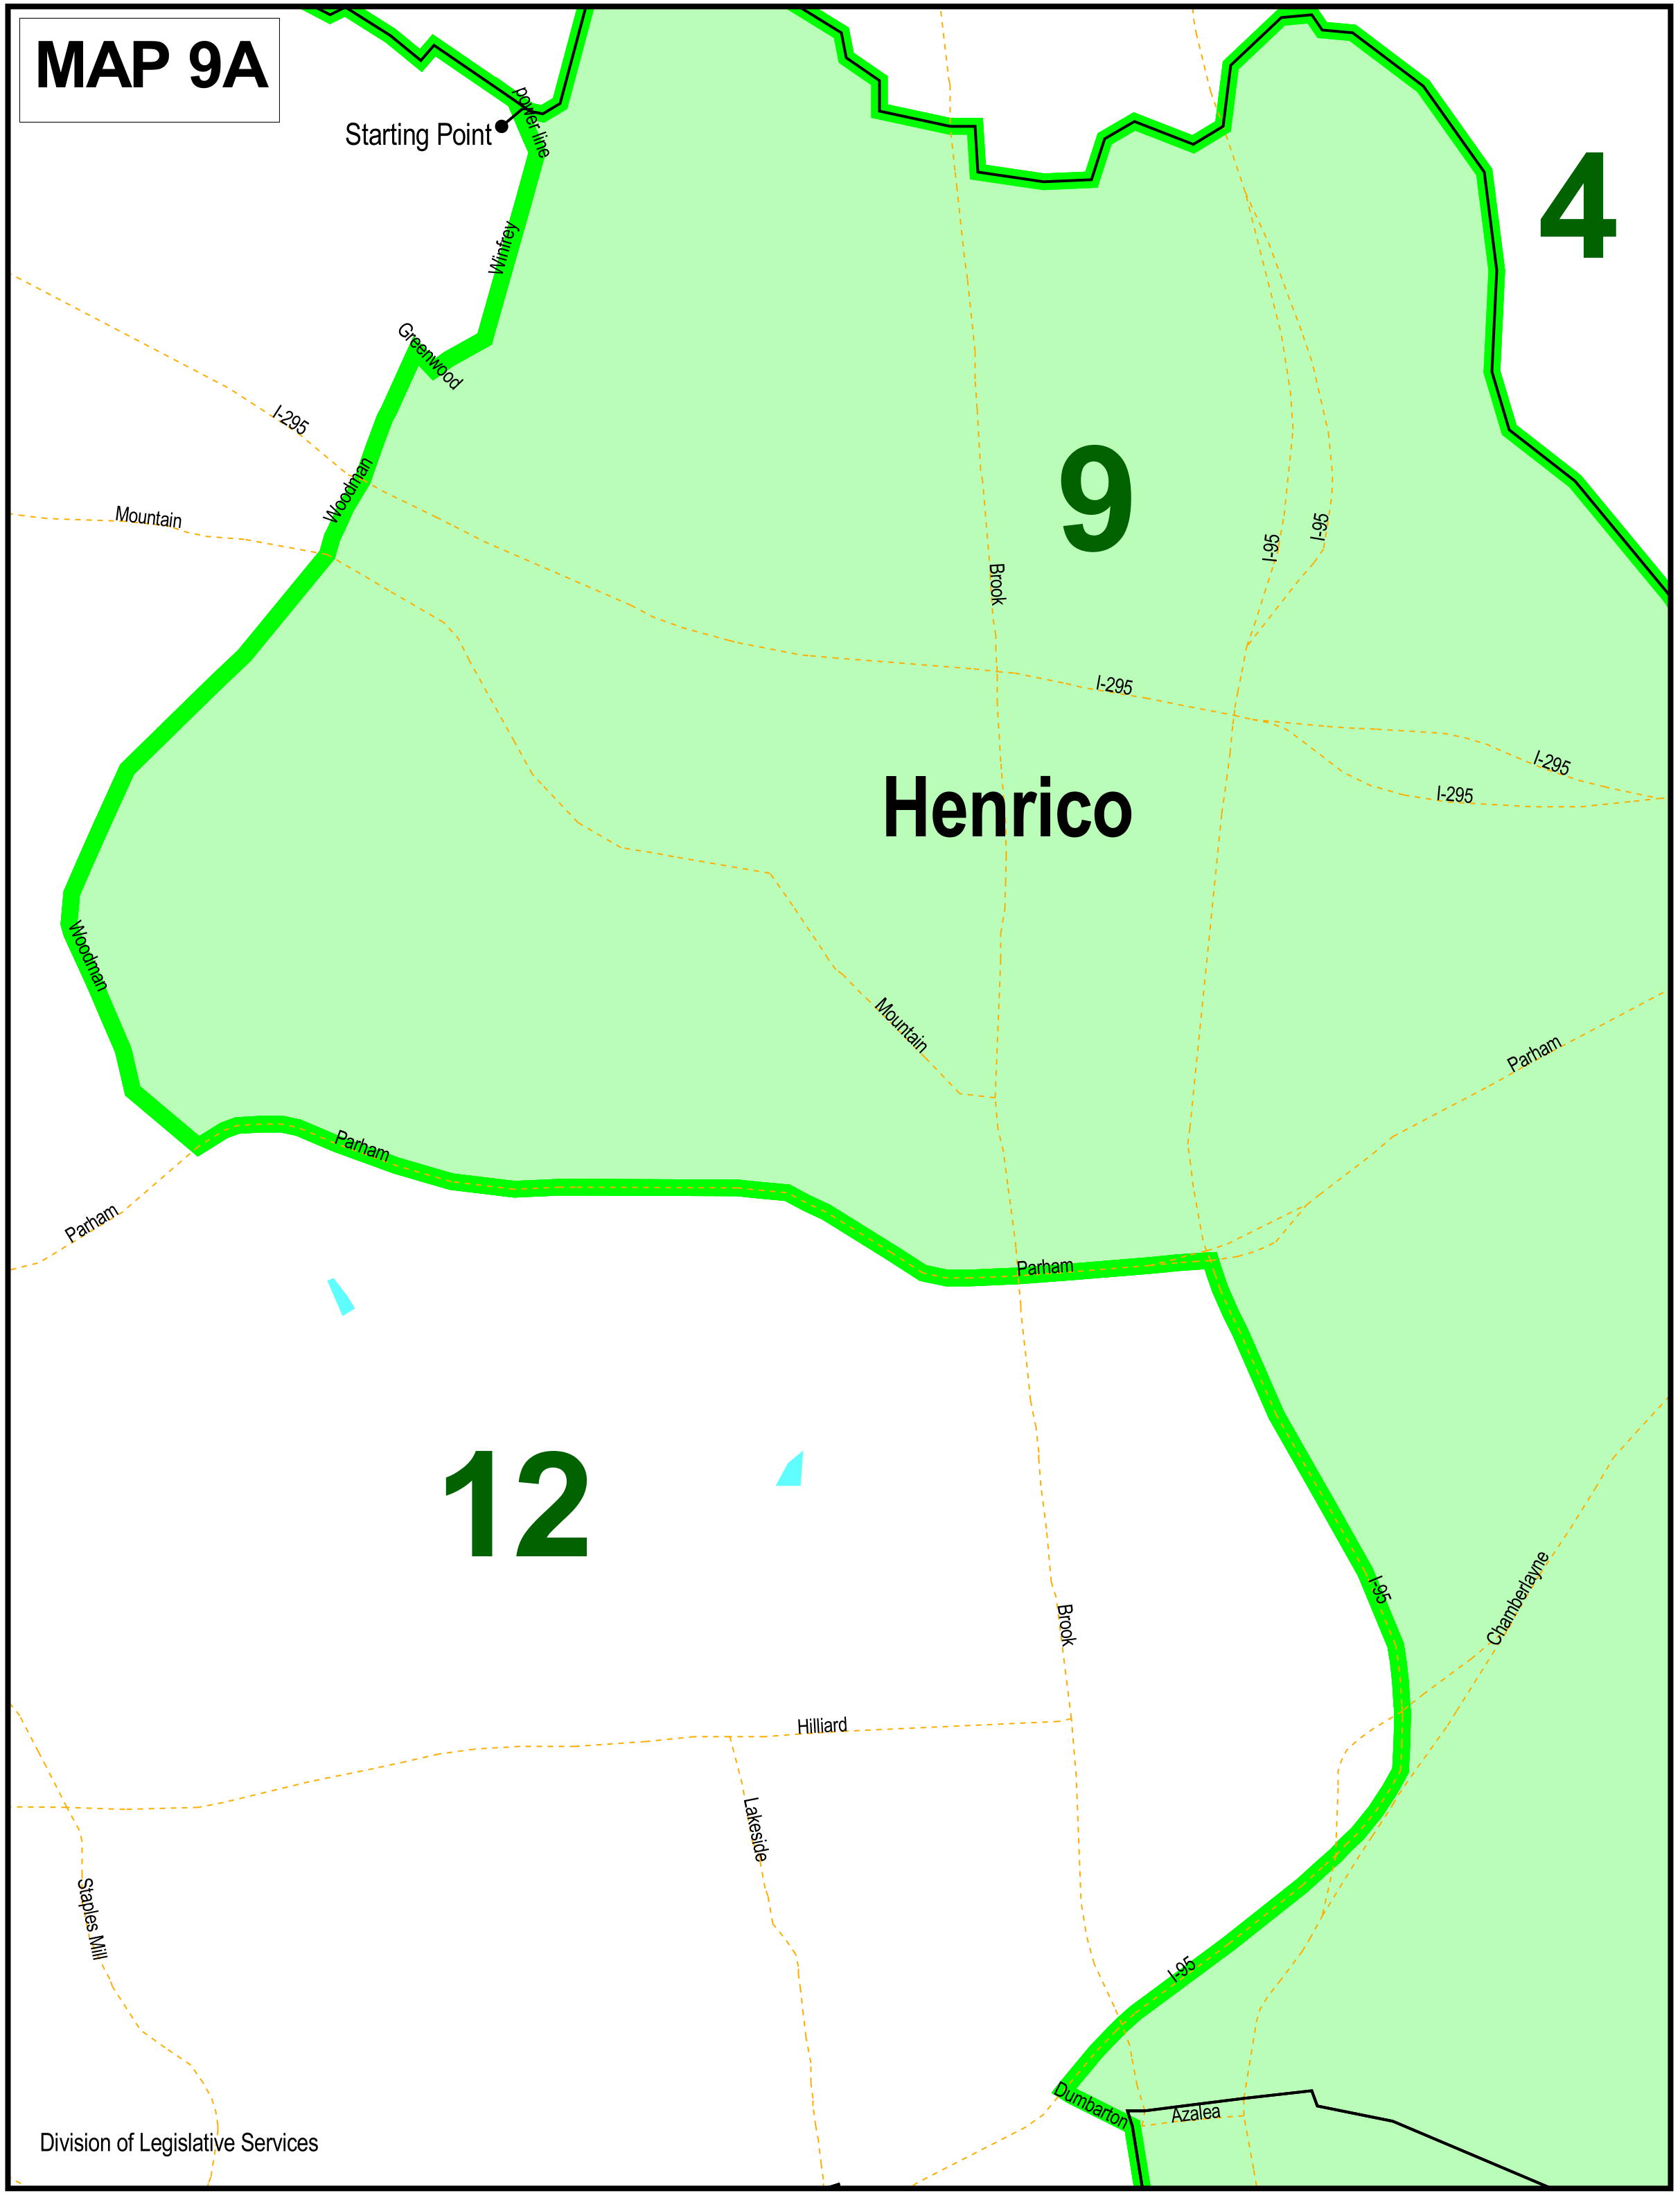 MAP 9A
power line
Starting Point
4
Winfrey
Greenwood
I-295
Woodman
9
Mountain
I-95
I-95
Brook
I-295
I-295
I-295
Henrico
Woodman
Mountain
Parham
Parham
Parham
Parham
12
I-95
Chamberlayne
Brook
Hilliard
Lakeside
Staples Mill
I-95
Dumbarton
Azalea
Division of Legislative Services